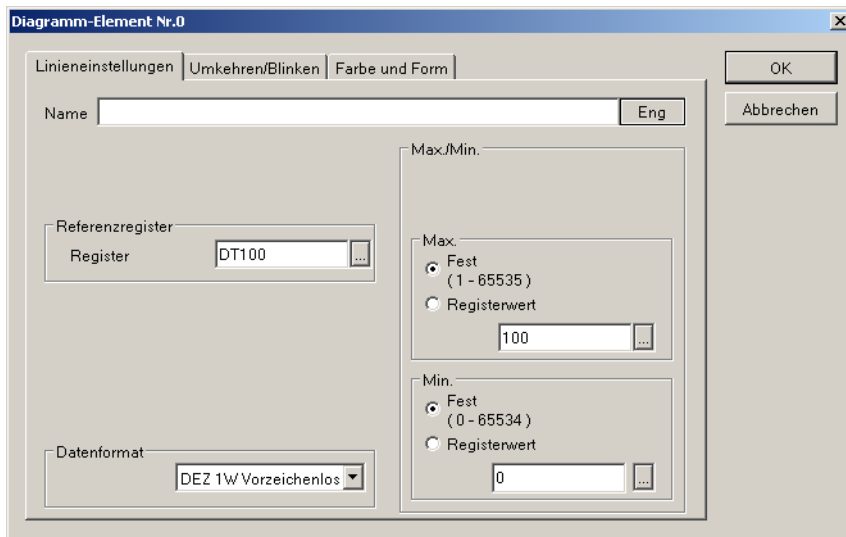 Diagramm-Element Nr.0
Linieneinstellungen
Umkehren/Blinken
Farbe und Form
OK
Abbrechen
Name
Eng
Referenzregister
Register
DT100
...
Datenformat
DEZ 1W Vorzeichenlos
Max./Min.
Max.
Fest
( 1 - 65535 )
Registerwert
100
...
Min.
Fest
( 0 - 65534 )
Registerwert
0
...